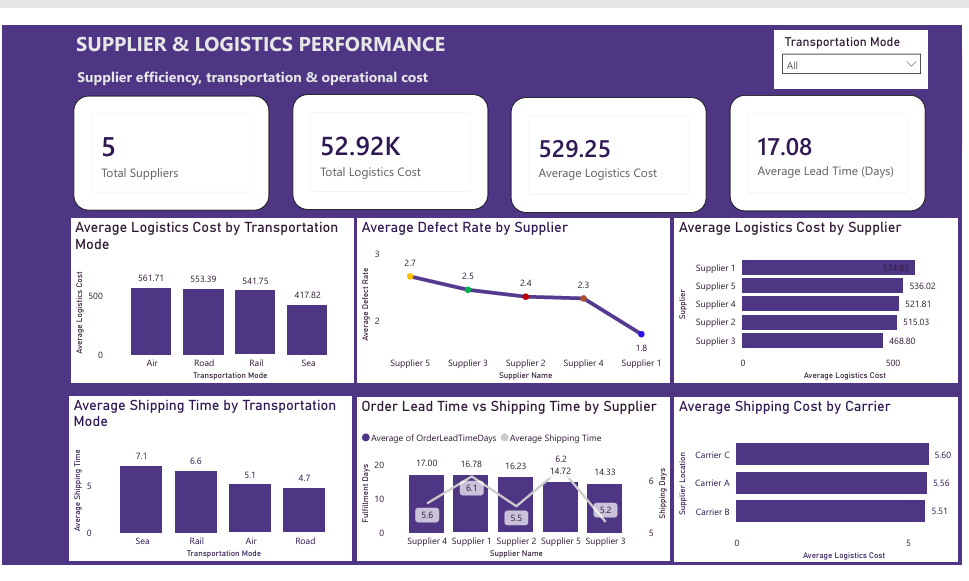 SUPPLIER & LOGISTICS PERFORMANCE
Supplier efficiency, transportation & operational cost
Transportation Mode
All
5
Total Suppliers
52.92K
Total Logistics Cost
529.25
Average Logistics Cost
17.08
Average Lead Time (Days)
Average Logistics Cost by Transportation
Mode
Average Logistics Cost
500
0
561.71
553.39
541.75
417.82
Air
Road
Rail
Sea
Transportation Mode
Average Defect Rate by Supplier
Average Defect Rate
3
2
2.7
2.5
2.4
2.3
1.8
Supplier 5
Supplier 3
Supplier 2
Supplier 4
Supplier 1
Supplier Name
Average Logistics Cost by Supplier
Supplier
Supplier 1
574.65
Supplier 5
536.02
Supplier 4
521.81
Supplier 2
515.03
Supplier 3
468.80
0
500
Average Logistics Cost
Average Shipping Time by Transportation
Mode
Average Shipping Time
5
0
7.1
6.6
5.1
4.7
Sea
Rail
Air
Road
Transportation Mode
Order Lead Time vs Shipping Time by Supplier
Average of OrderLeadTimeDays
Average Shipping Time
Fulfillment Days
20
10
0
17.00
16.78
16.23
6.2
14.72
14.33
5.6
6.1
5.5
5.2
6
5
Shipping Days
Supplier 4
Supplier 1
Supplier 2
Supplier 5
Supplier 3
Supplier Name
Average Shipping Cost by Carrier
Supplier Location
Carrier C
5.60
Carrier A
5.56
Carrier B
5.51
0
5
Average Logistics Cost